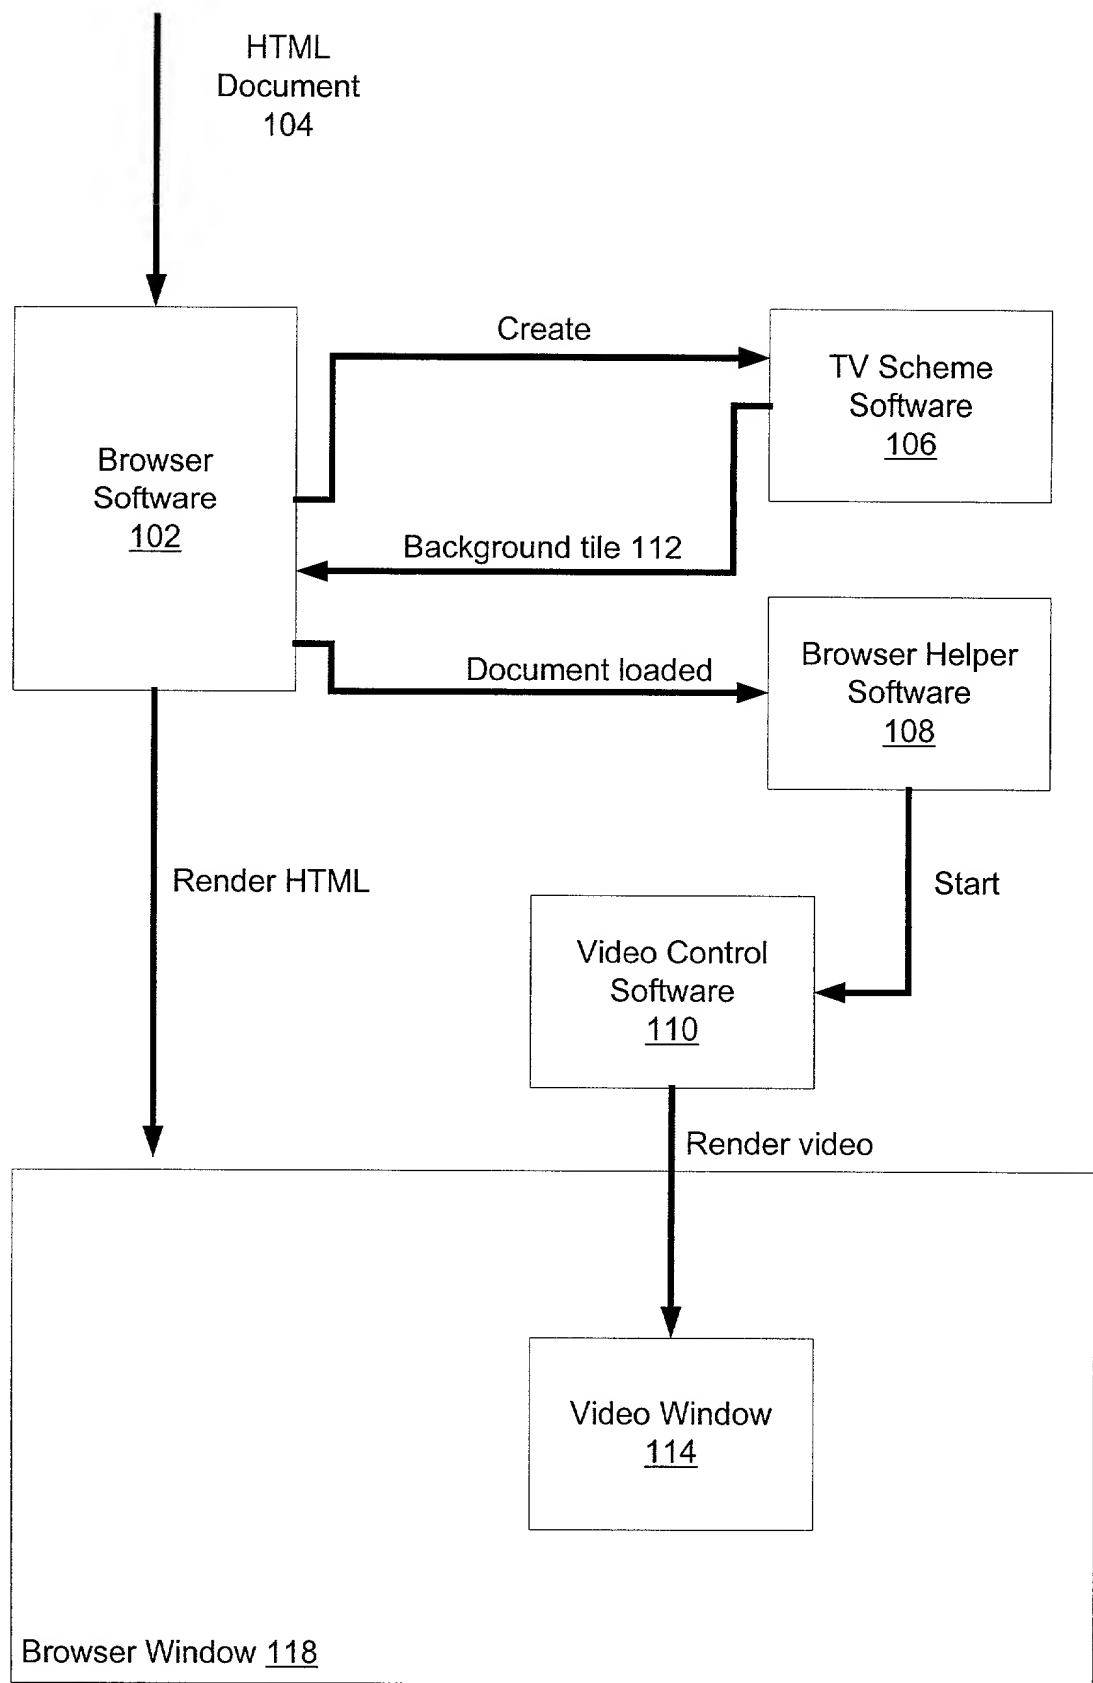 HTML
Document
104
Create
TV Scheme
Software
106
Browser
Software
102
Background tile 112
Document loaded
Browser Helper
Software
108
Render HTML
Start
Video Control
Software
110
Render video
Video Window
114
Browser Window 118